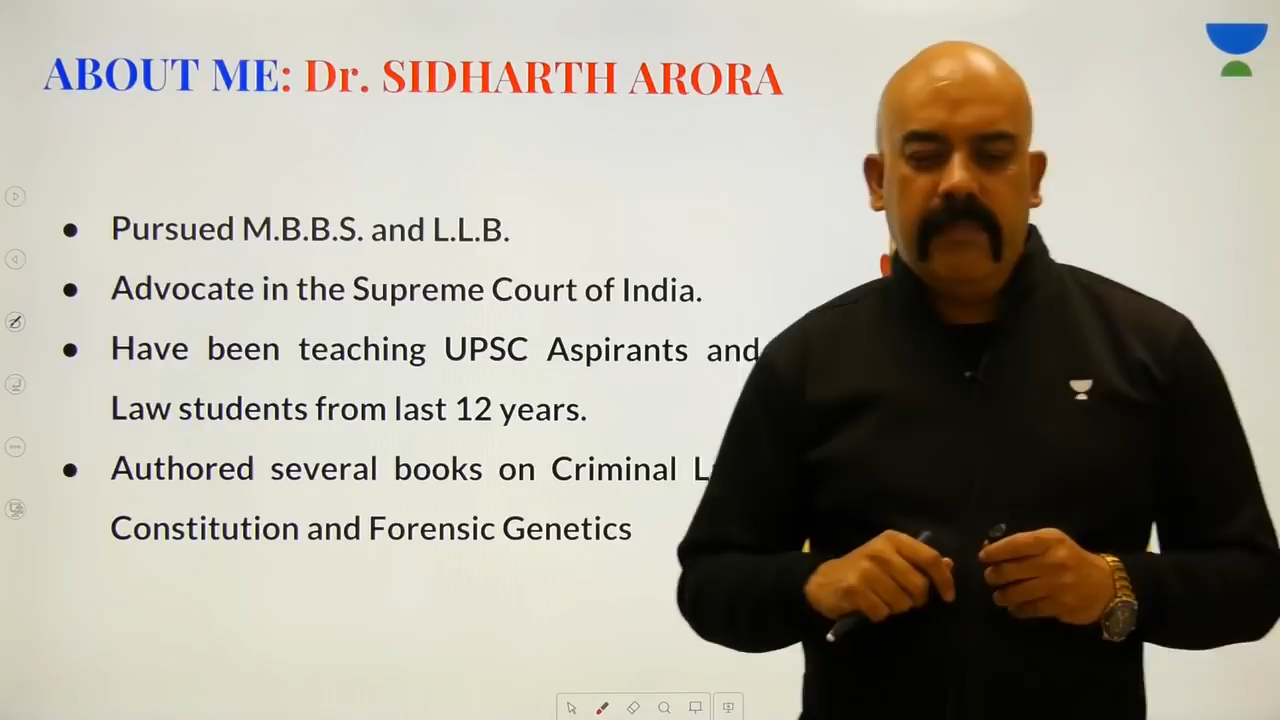 ABOUT ME: Dr. SIDHARTH ARORA
● Pursued M.B.B.S. and L.L.B.
● Advocate in the Supreme Court of India.
● Have been teaching UPSC Aspirants and
Law students from last 12 years.
● Authored several books on Criminal
Constitution and Forensic Genetics